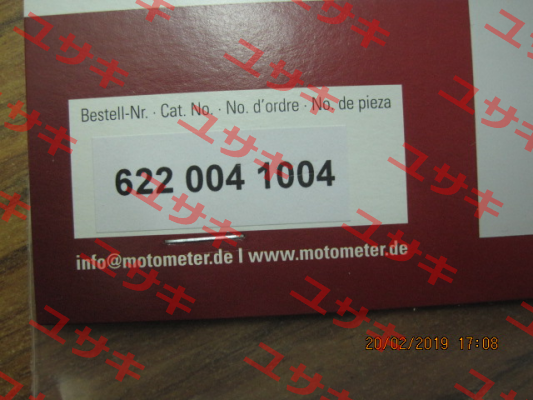 Bestell-Nr. · Cat. No. · No. d'ordre · No. de pieza
622 004 1004
info@motometer.de I www.motometer.de
20/02/2019 17:08
ユサキ